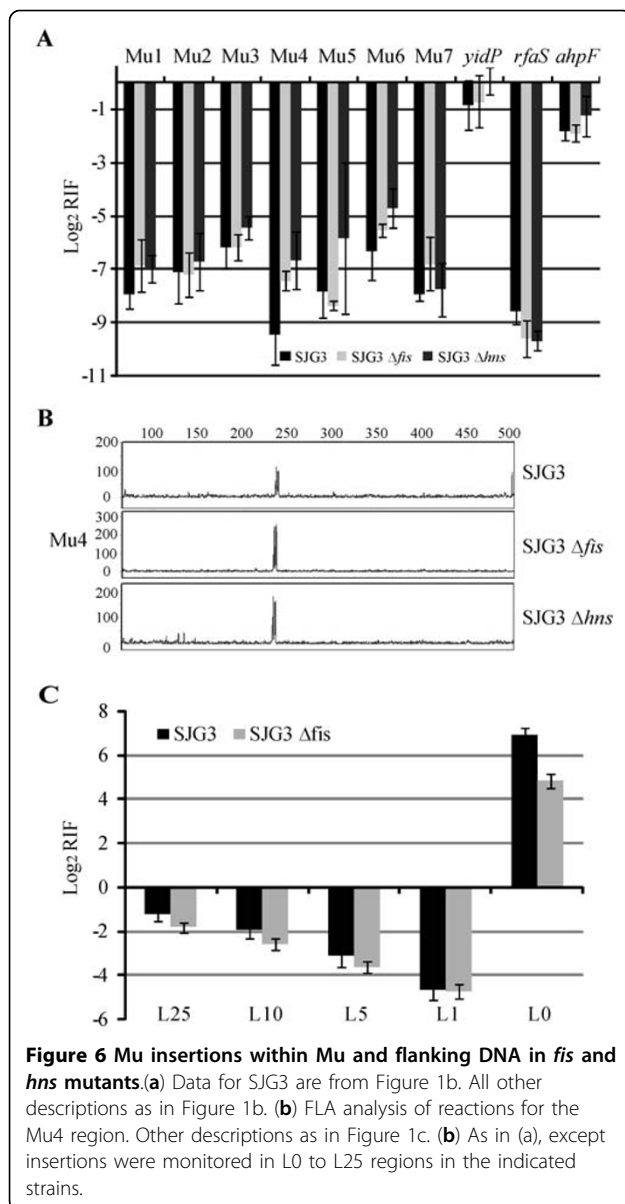 A
Mu1 Mu2 Mu3 Mu4 Mu5 Mu6 Mu7 yidP rfaS ahpF
-1
-3
-5
-7
-9
-11
Log2 RIF
SJG3 SJG3 Δfis SJG3 Δhns
B
100 150 200 250 300 350 400 450 500
200
100
0
SJG3
Mu4
300
200
100
0
SJG3 Δfis
200
100
0
SJG3 Δhns
C
8
6
4
2
0
-2
-4
-6
Log2 RIF
SJG3 SJG3 Δfis
L25 L10 L5 L1 L0
Figure 6 Mu insertions within Mu and flanking DNA in fis and
hns mutants.(a) Data for SJG3 are from Figure 1b. All other
descriptions as in Figure 1b. (b) FLA analysis of reactions for the
Mu4 region. Other descriptions as in Figure 1c. (b) As in (a), except
insertions were monitored in L0 to L25 regions in the indicated
strains.